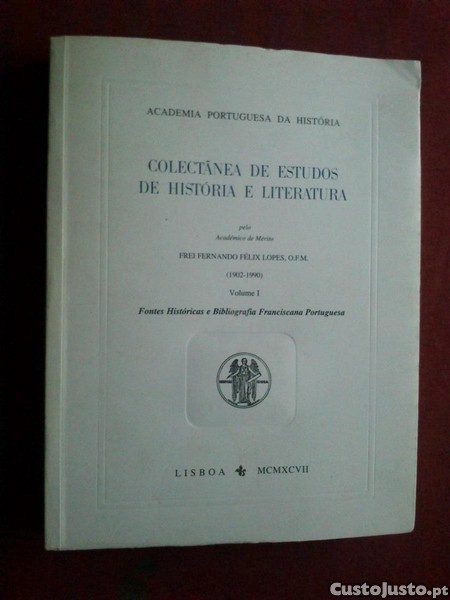 ACADEMIA PORTUGUESA DA HISTÓRIA
COLECTÂNEA DE ESTUDOS
DE HISTÓRIA E LITERATURA
pelo
Académico de Mérito
FREI FERNANDO FÉLIX LOPES, O.F.M.
(1902-1990)
Volume I
Fontes Históricas e Bibliografia Franciscana Portuguesa
LISBOA MCMXCVII
CustoJusto.pt